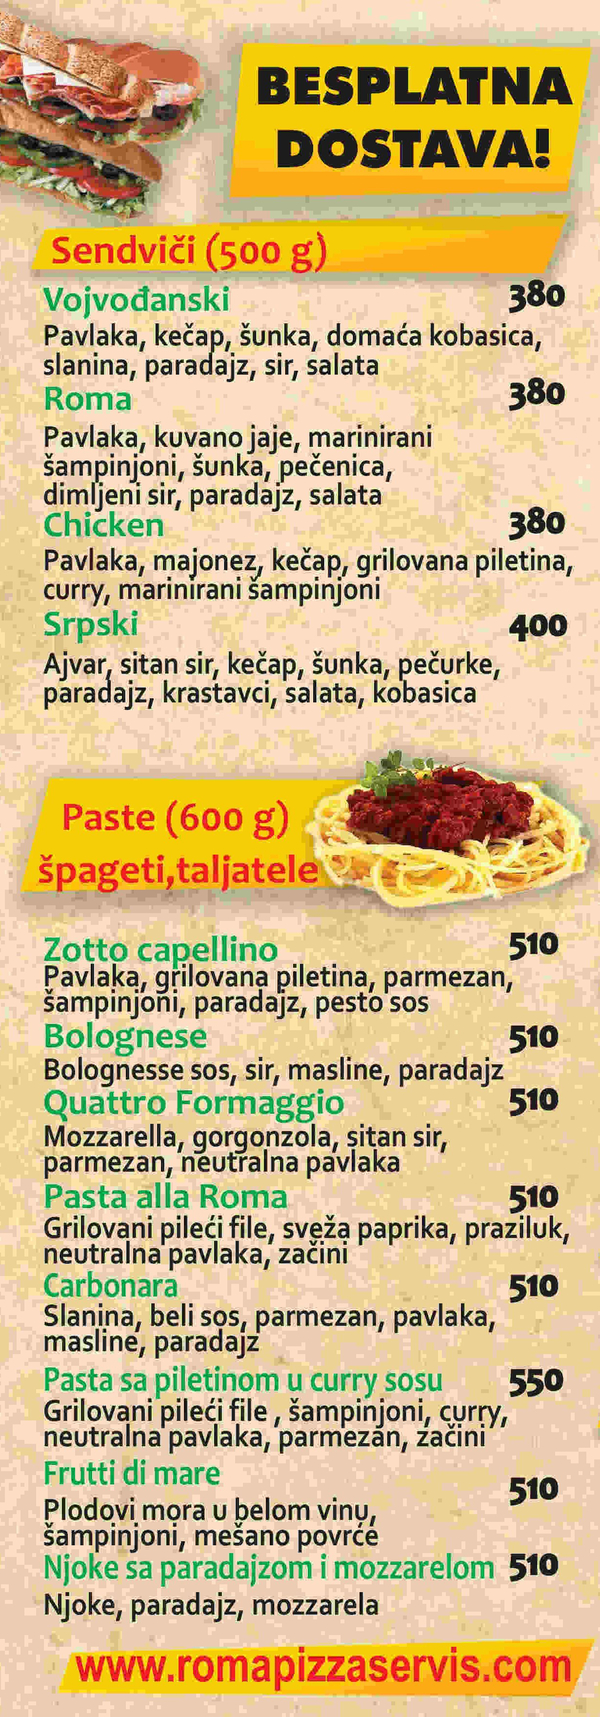 BESPLATNA
DOSTAVA!
Sendviči (500 g)
Vojvođanski 380
Pavlaka, kečap, šunka, domaća kobasica,
slanina, paradajz, sir, salata
Roma 380
Pavlaka, kuvano jaje, marinirani
šampinjoni, šunka, pečenica,
dimljeni sir, paradajz, salata
Chicken 380
Pavlaka, majonez, kečap, grilovana piletina,
curry, marinirani šampinjoni
Srpski 400
Ajvar, sitan sir, kečap, šunka, pečurke,
paradajz, krastavci, salata, kobasica
Paste (600 g)
špageti,taljatele
Zotto capellino 510
Pavlaka, grilovana piletina, parmezan,
šampinjoni, paradajz, pesto sos
Bolognese 510
Bolognesse sos, sir, masline, paradajz
Quattro Formaggio 510
Mozzarella, gorgonzola, sitan sir,
parmezan, neutralna pavlaka
Pasta alla Roma 510
Grilovani pileći file, sveža paprika, praziluk,
neutralna pavlaka, začini
Carbonara 510
Slanina, beli sos, parmezan, pavlaka,
masline, paradajz
Pasta sa piletinom u curry sosu 550
Grilovani pileći file , šampinjoni, curry,
neutralna pavlaka, parmezan, začini
Frutti di mare 510
Plodovi mora u belom vinu,
šampinjoni, mešano povrće
Njoke sa paradajzom i mozzarelom 510
Njoke, paradajz, mozzarela
www.romapizzaservis.com